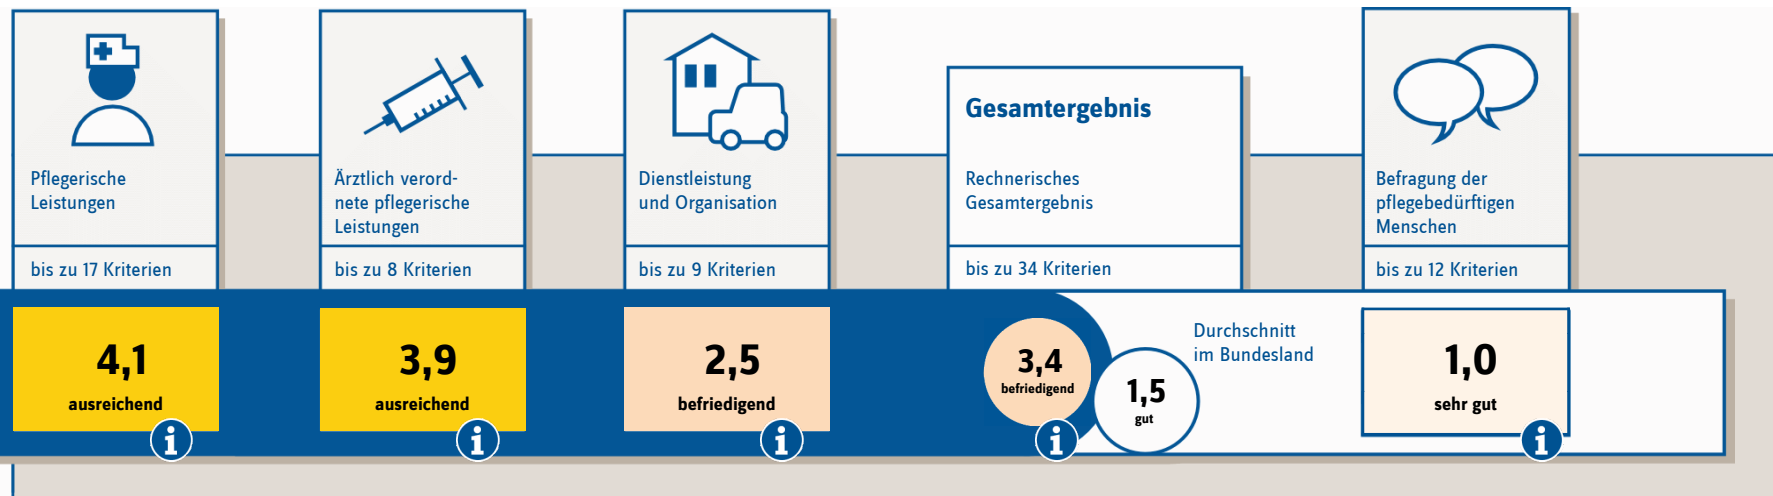 Pflegerische
Leistungen
bis zu 17 Kriterien
4,1
ausreichend
i
Ärztlich verord-
nete pflegerische
Leistungen
bis zu 8 Kriterien
3,9
ausreichend
i
Dienstleistung
und Organisation
bis zu 9 Kriterien
2,5
befriedigend
i
Gesamtergebnis
Rechnerisches
Gesamtergebnis
bis zu 34 Kriterien
3,4
befriedigend
i
1,5
gut
Durchschnitt
im Bundesland
Befragung der
pflegebedürftigen
Menschen
bis zu 12 Kriterien
1,0
sehr gut
i